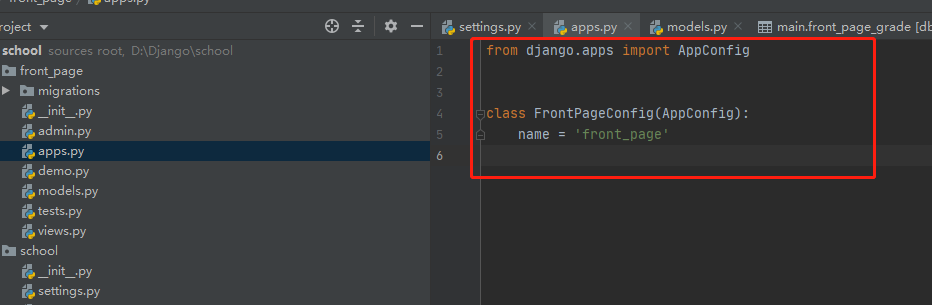 front_page
apps.py
roject
settings.py
apps.py
models.py
main.front_page_grade [db
school sources root, D:\Django\school
front_page
migrations
__init__.py
admin.py
apps.py
demo.py
models.py
tests.py
views.py
school
__init__.py
settings.py
1 from django.apps import AppConfig
2
3
4 class FrontPageConfig(AppConfig):
5 name = 'front_page'
6